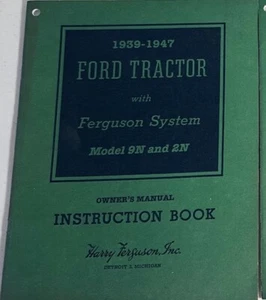 1939-1947
FORD TRACTOR
with
Ferguson System
Model 9N and 2N
OWNER'S MANUAL
INSTRUCTION BOOK
Harry Ferguson, Inc.
DETROIT 2 MICHIGAN